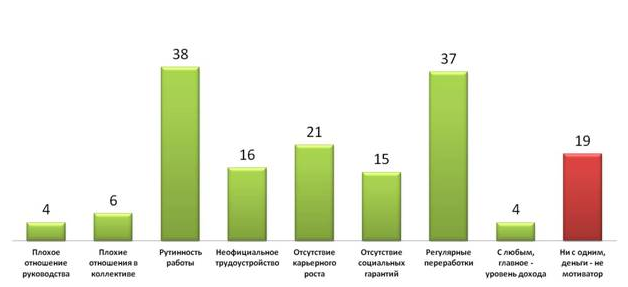 38
37
21
19
16
15
6
4
4
Плохое
отношение
руководства
Плохие
отношения в
коллективе
Рутинность
работы
Неофициальное
трудоустройство
Отсутствие
карьерного
роста
Отсутствие
социальных
гарантий
Регулярные
переработки
С любым,
главное -
уровень дохода
Ни с одним,
деньги - не
мотиватор